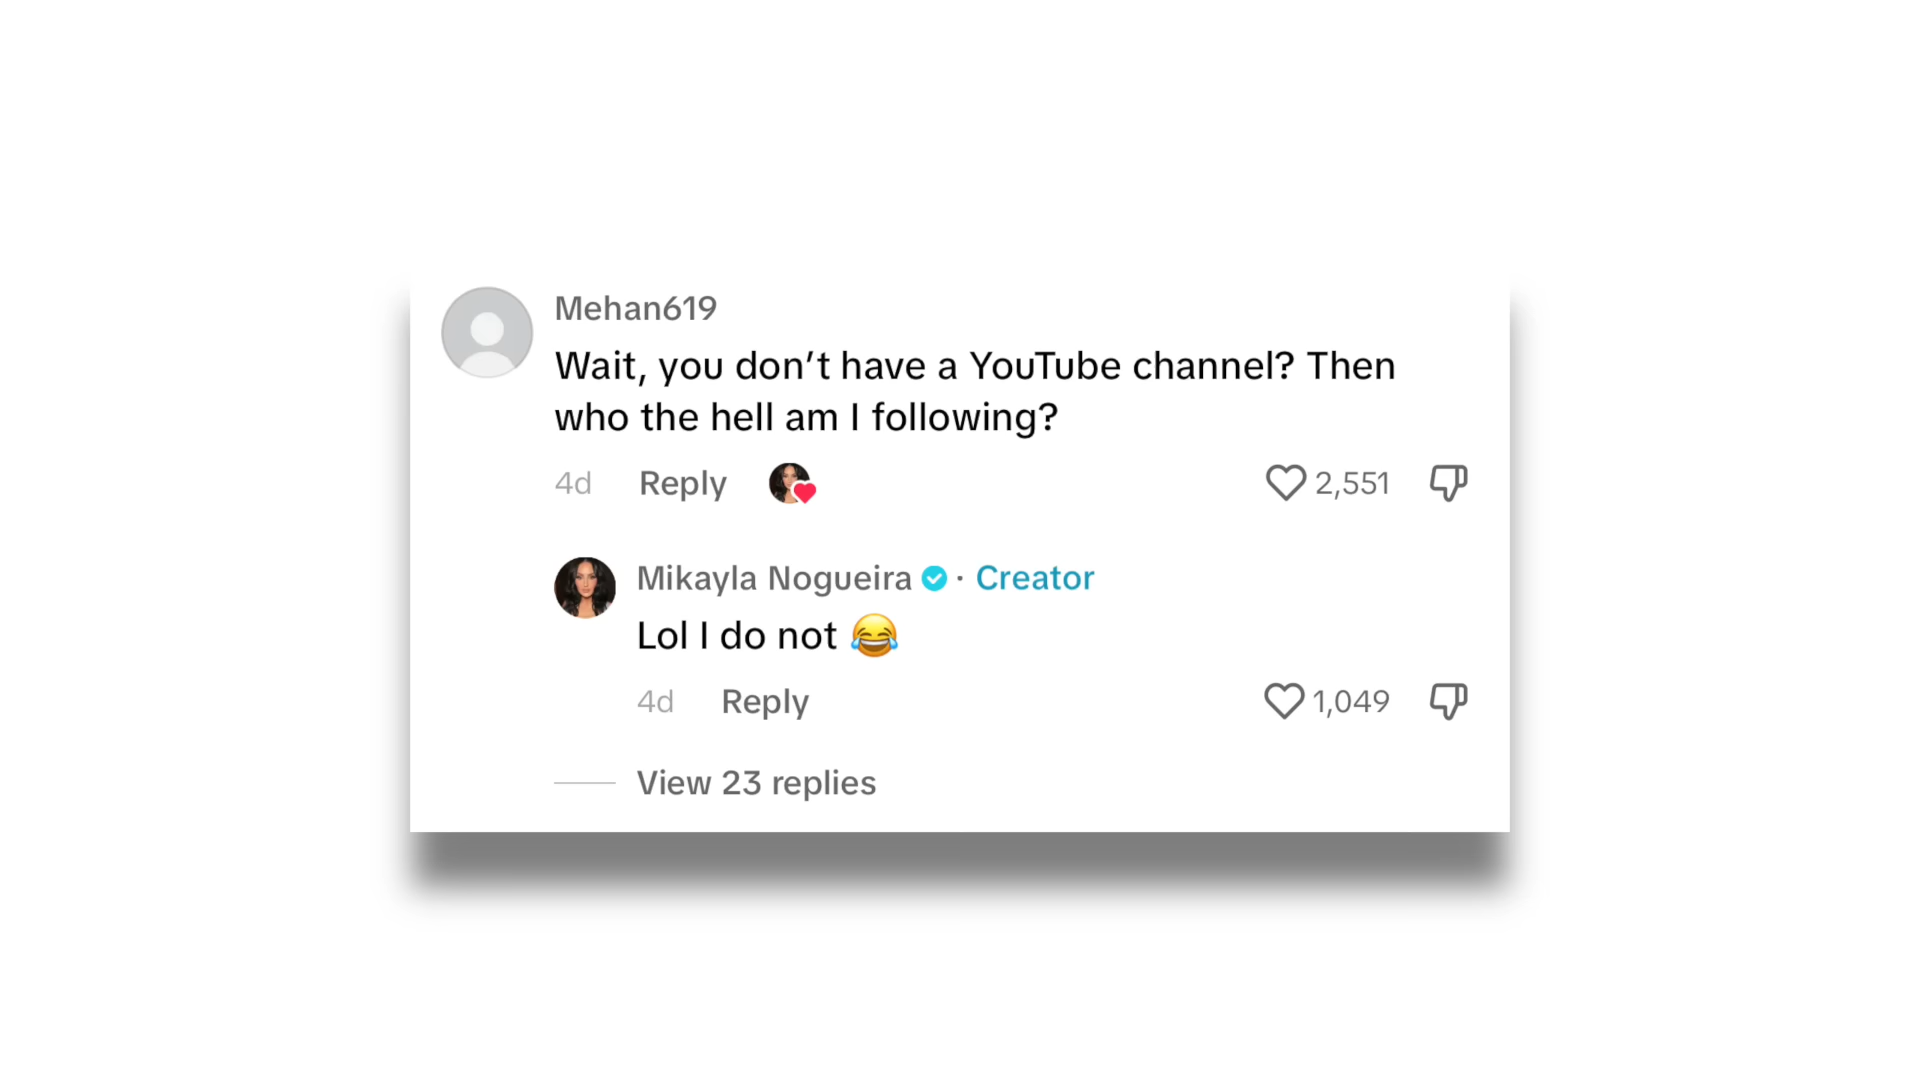 Mehan619
Wait, you don’t have a YouTube channel? Then
who the hell am I following?
4d Reply 2,551
Mikayla Nogueira · Creator
Lol I do not 😂
4d Reply 1,049
View 23 replies